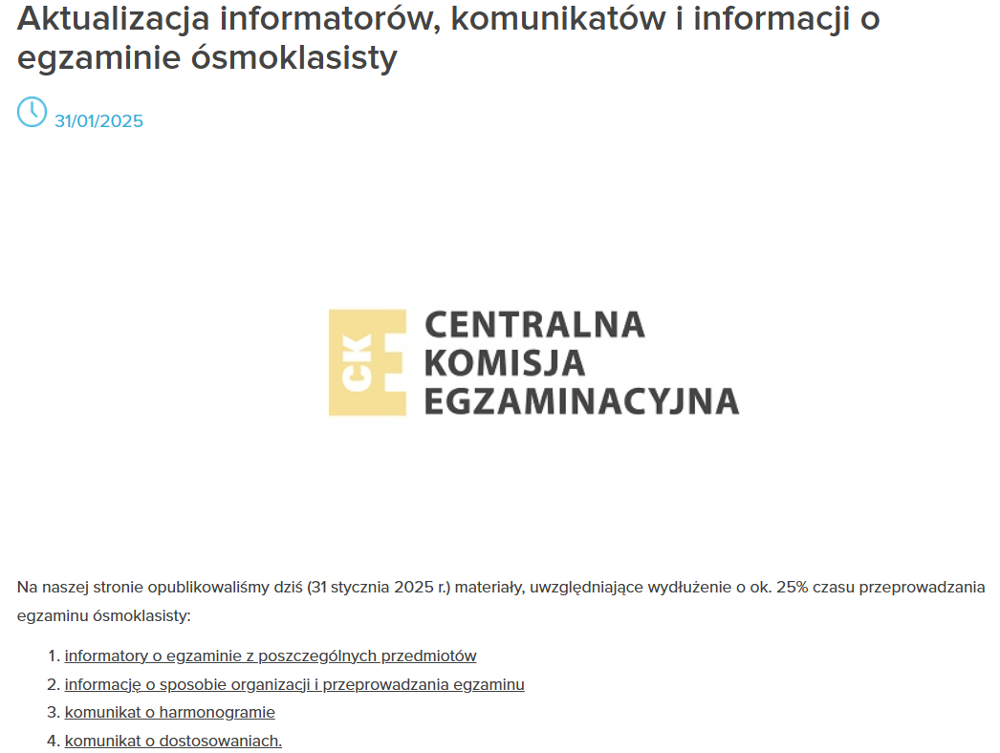 Aktualizacja informatorów, komunikatów i informacji o
egzaminie ósmoklasisty
31/01/2025
CK
CENTRALNA
KOMISJA
EGZAMINACYJNA
Na naszej stronie opublikowaliśmy dziś (31 stycznia 2025 r.) materiały, uwzględniające wydłużenie o ok. 25% czasu przeprowadzania
egzaminu ósmoklasisty:
1. informatory o egzaminie z poszczególnych przedmiotów
2. informację o sposobie organizacji i przeprowadzania egzaminu
3. komunikat o harmonogramie
4. komunikat o dostosowaniach.